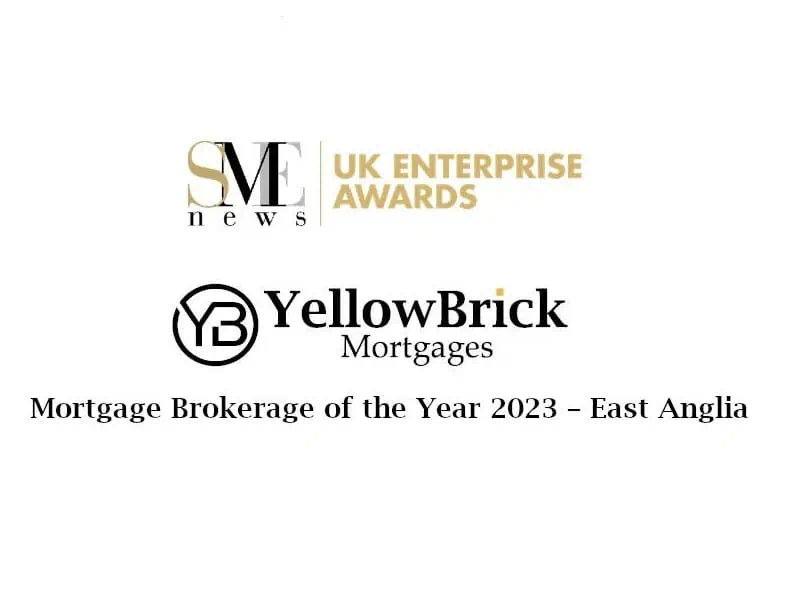 SME
news
UK ENTERPRISE
AWARDS
YB
YellowBrick
Mortgages
Mortgage Brokerage of the Year 2023 – East Anglia